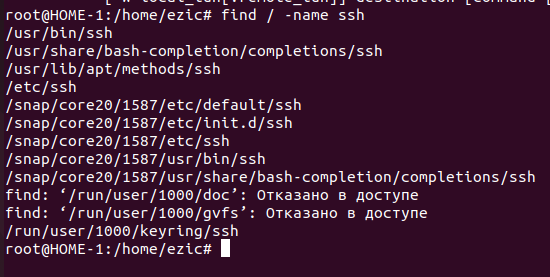 root@HOME-1:/home/ezic# find / -name ssh
/usr/bin/ssh
/usr/share/bash-completion/completions/ssh
/usr/lib/apt/methods/ssh
/etc/ssh
/snap/core20/1587/etc/default/ssh
/snap/core20/1587/etc/init.d/ssh
/snap/core20/1587/etc/ssh
/snap/core20/1587/usr/bin/ssh
/snap/core20/1587/usr/share/bash-completion/completions/ssh
find: ‘/run/user/1000/doc’: Отказано в доступе
find: ‘/run/user/1000/gvfs’: Отказано в доступе
/run/user/1000/keyring/ssh
root@HOME-1:/home/ezic#